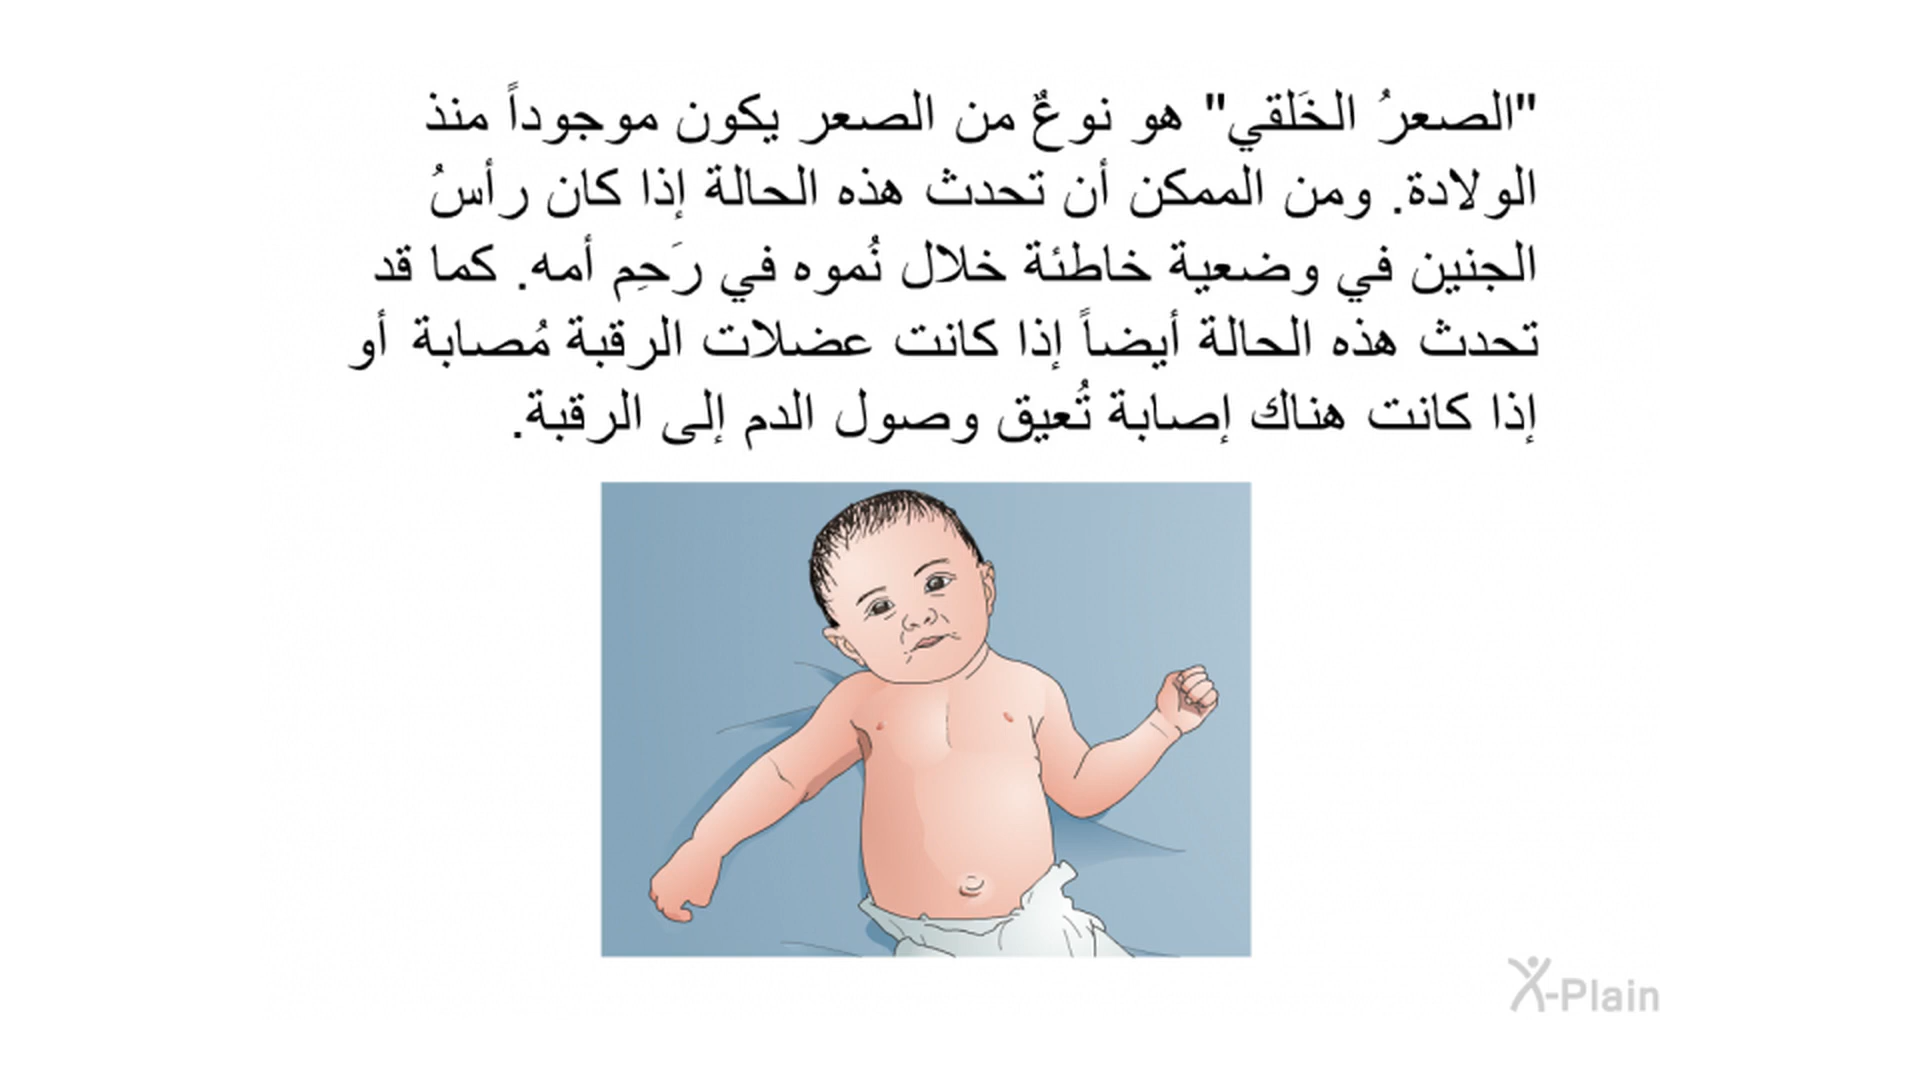 "الصعرُ الخَلقي" هو نوعٌ من الصعر يكون موجوداً منذ
الولادة. ومن الممكن أن تحدث هذه الحالة إذا كان رأسُ
الجنين في وضعية خاطئة خلال نُموه في رَحِم أمه. كما قد
تحدث هذه الحالة أيضاً إذا كانت عضلات الرقبة مُصابة أو
إذا كانت هناك إصابة تُعيق وصول الدم إلى الرقبة.
X-Plain